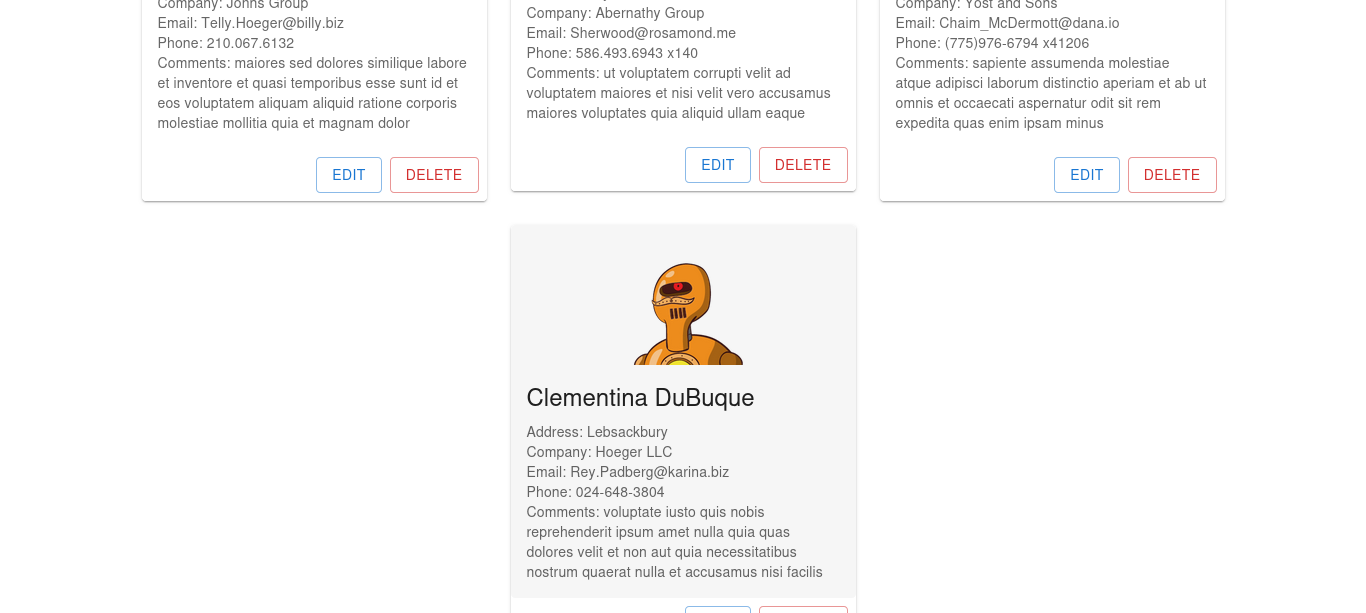 Company: Johns Group
Email: Telly.Hoeger@billy.biz
Phone: 210.067.6132
Comments: maiores sed dolores similique labore
et inventore et quasi temporibus esse sunt id et
eos voluptatem aliquam aliquid ratione corporis
molestiae mollitia quia et magnam dolor
EDIT DELETE
Company: Abernathy Group
Email: Sherwood@rosamond.me
Phone: 586.493.6943 x140
Comments: ut voluptatem corrupti velit ad
voluptatem maiores et nisi velit vero accusamus
maiores voluptates quia aliquid ullam eaque
EDIT DELETE
Company: Yost and Sons
Email: Chaim_McDermott@dana.io
Phone: (775)976-6794 x41206
Comments: sapiente assumenda molestiae
atque adipisci laborum distinctio aperiam et ab ut
omnis et occaecati aspernatur odit sit rem
expedita quas enim ipsam minus
EDIT DELETE
Clementina DuBuque
Address: Lebsackbury
Company: Hoeger LLC
Email: Rey.Padberg@karina.biz
Phone: 024-648-3804
Comments: voluptate iusto quis nobis
reprehenderit ipsum amet nulla quia quas
dolores velit et non aut quia necessitatibus
nostrum quaerat nulla et accusamus nisi facilis